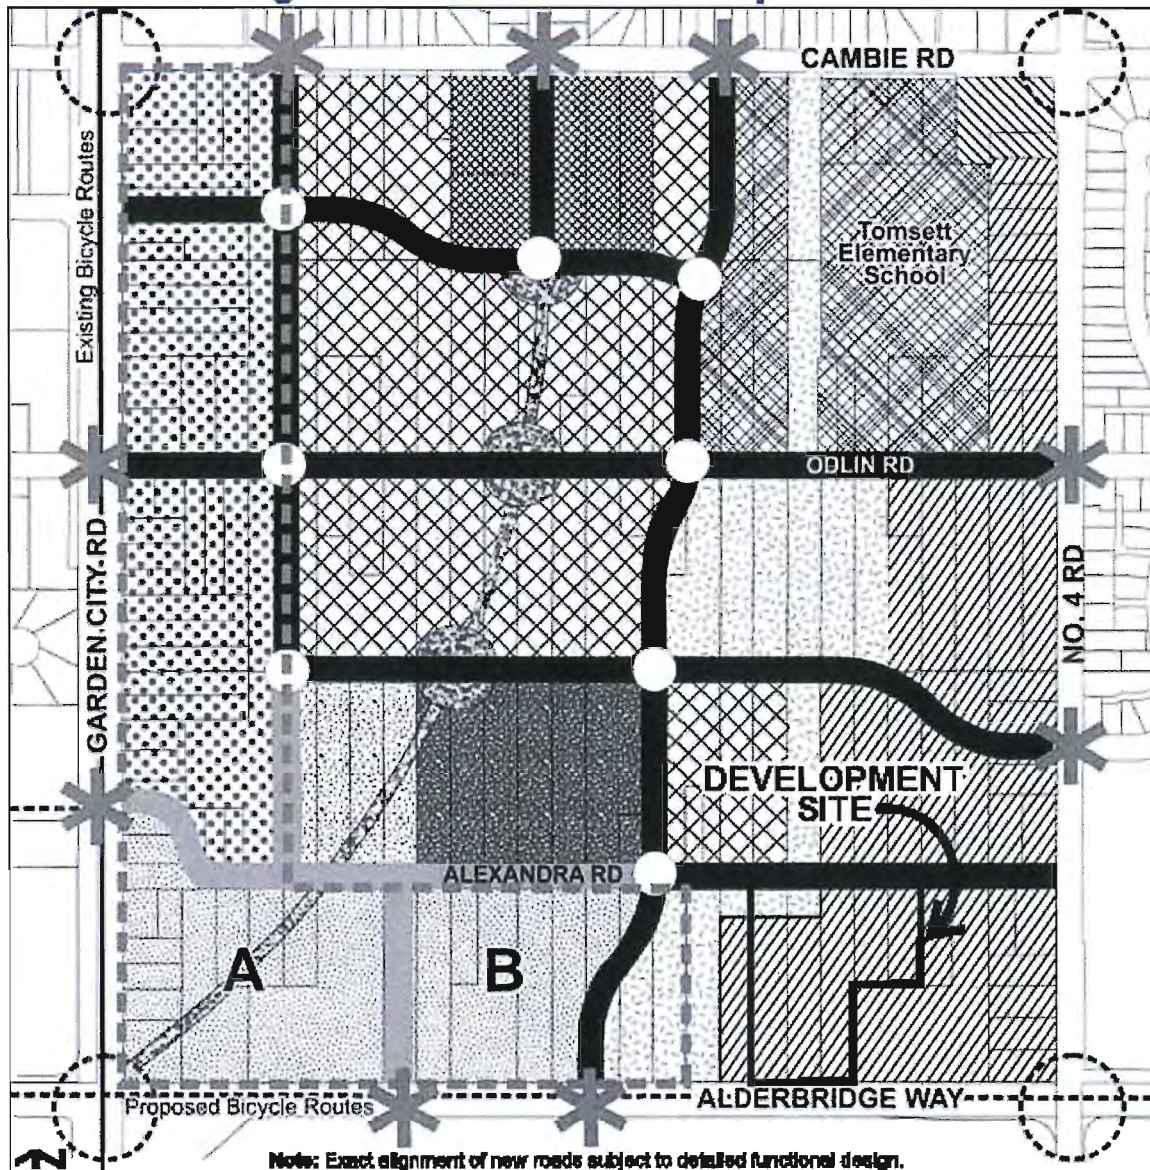 CAMBIE RD
Existing Bicycle Routes
Tomsett
Elementary
School
ODLIN RD
GARDEN CITY RD
NO. 4 RD
DEVELOPMENT
SITE
ALEXANDRA RD
A
B
Proposed Bicycle Routes
ALDERBRIDGE WAY
Note: Exact alignment of new roads subject to detailed functional design.